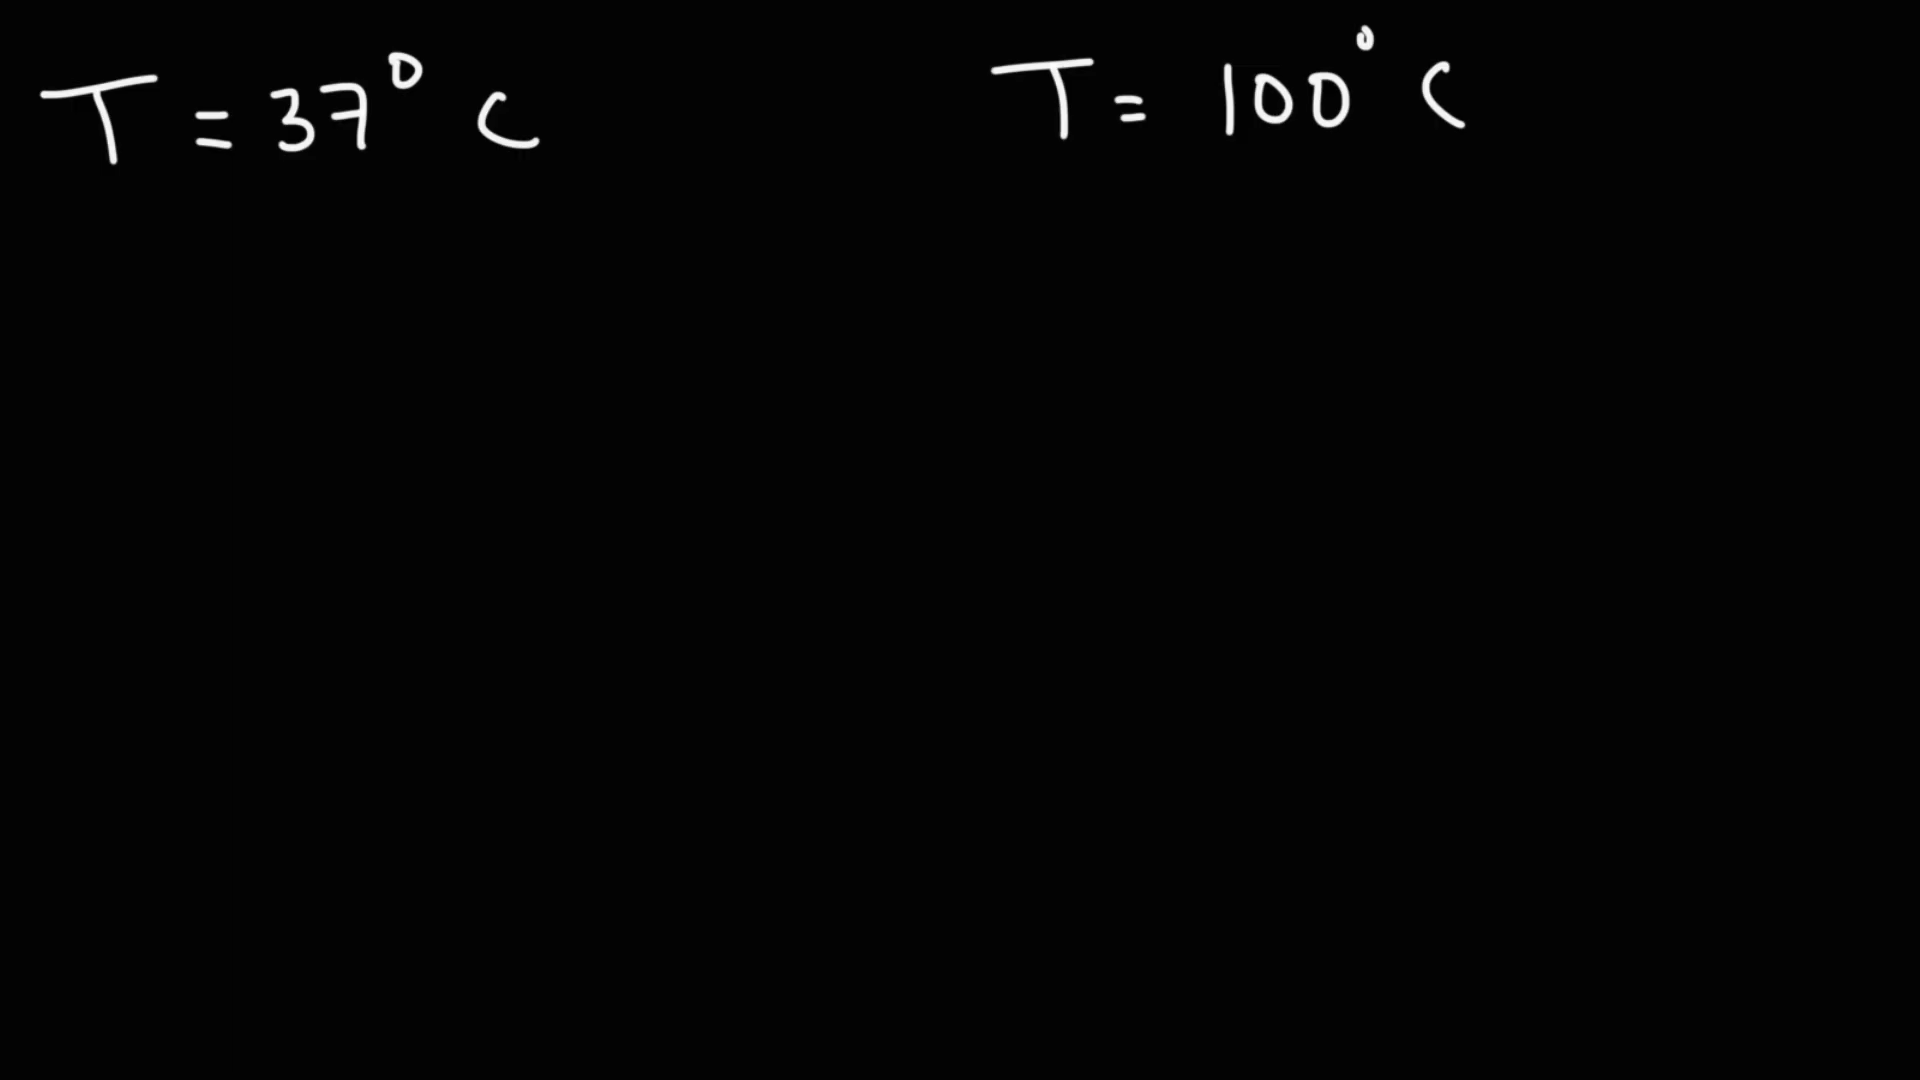 T = 37° C
T = 100° C